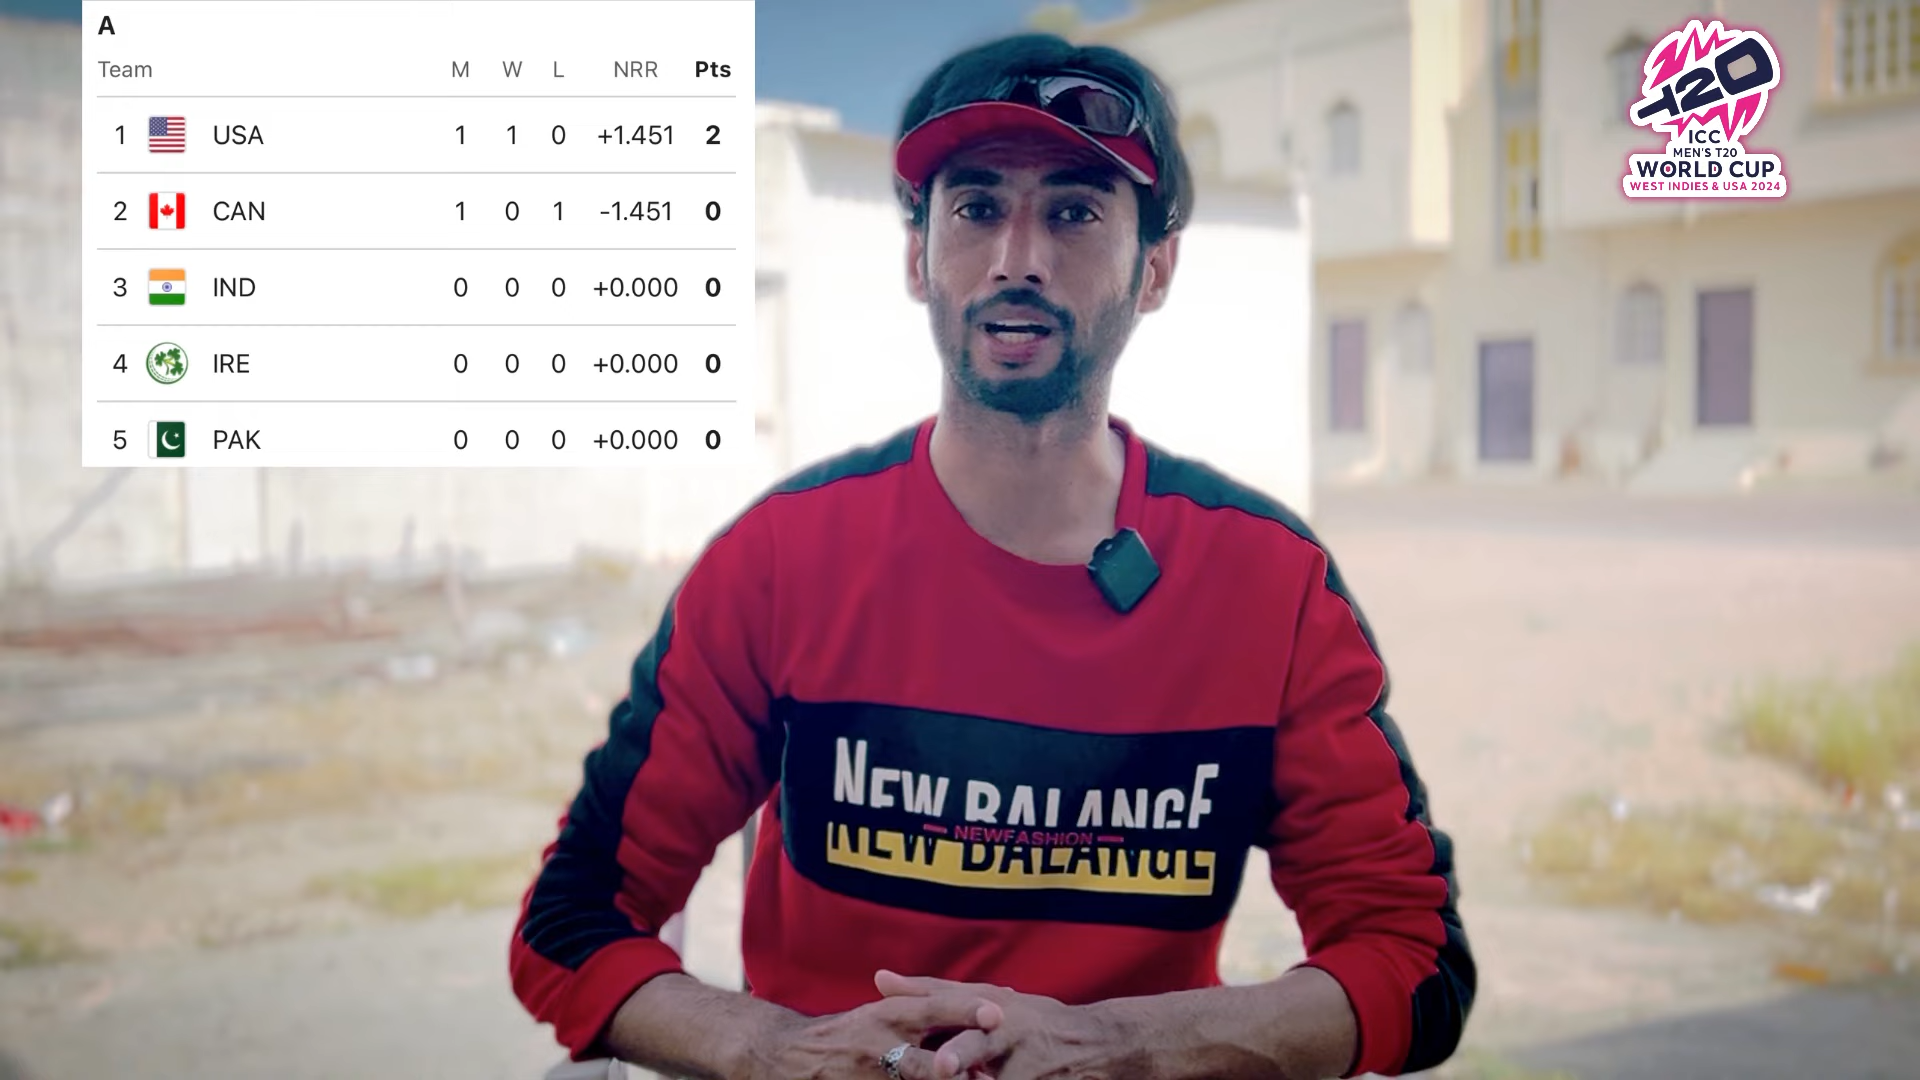 A
Team M W L NRR Pts
1 USA 1 1 0 +1.451 2
2 CAN 1 0 1 -1.451 0
3 IND 0 0 0 +0.000 0
4 IRE 0 0 0 +0.000 0
5 PAK 0 0 0 +0.000 0
T20
ICC
MEN'S T20
WORLD CUP
WEST INDIES & USA 2024
NEW BALANCE
NEWFASHION
NEW BALANCE